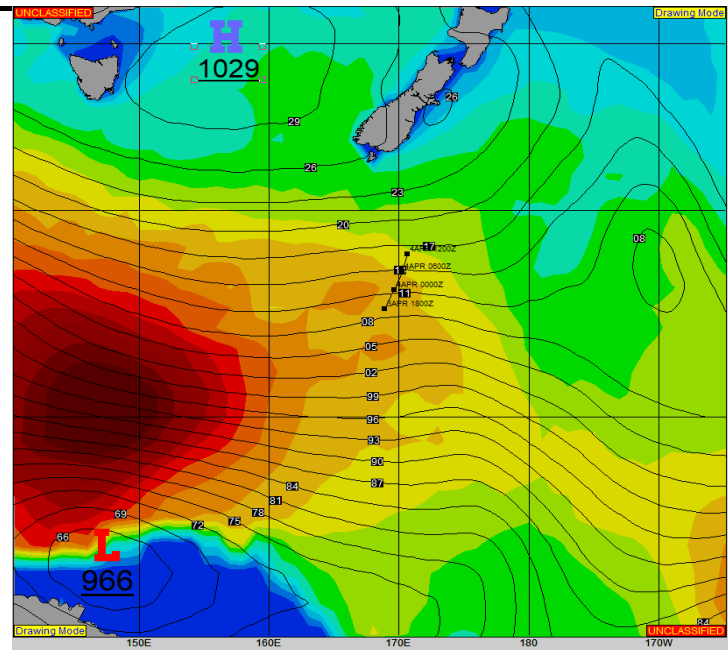 UNCLASSIFIED
Drawing Mode
H
1029
29
26
26
23
20
08
17
4APR 1200Z
11
4APR 0600Z
4APR 0000Z
11
3APR 1800Z
08
05
02
99
96
93
90
87
84
81
78
75
72
69
66
L
966
84
Drawing Mode
UNCLASSIFIED
150E
160E
170E
180
170W